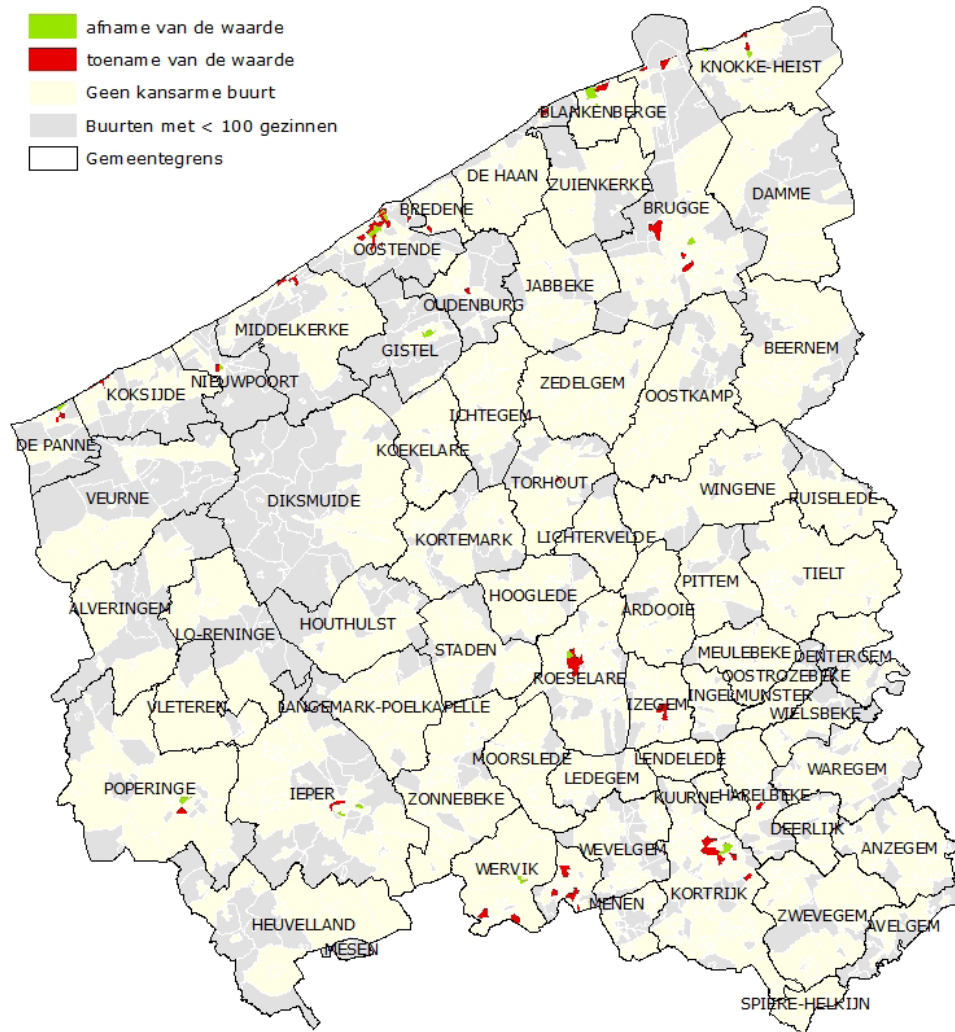 afname van de waarde
toename van de waarde
Geen kansarme buurt
Buurten met < 100 gezinnen
Gemeentegrens
KNOKKE-HEIST
BLANKENBERGE
DE HAAN
ZUIENKERKE
DAMME
BREDENE
BRUGGE
OOSTENDE
JABBEKE
OUDENBURG
MIDDELKERKE
GISTEL
BEERNEM
ZEDELGEM
NIEUWPOORT
KOKSIJDE
OOSTKAMP
ICHTEGEM
DE PANNE
KOEKELARE
TORHOUT
WINGENE
VEURNE
DIKSMUIDE
RUISELEDE
KORTEMARK
LICHTERVELDE
TIELT
PITTEM
HOOGLEDE
ALVERINGEM
ARDOOIE
HOUTHULST
LO-RENINGE
STADEN
MEULEBEKE
DENTERGEM
OOSTROZEBEKE
ROESELARE
INGELMUNSTER
IZEGEM
VLETEREN
LANGEMARK-POELKAPELLE
WIELSBEKE
MOORSLEDE
LENDELEDE
WAREGEM
LEDEGEM
POPERINGE
IEPER
ZONNEBEKE
KUURNE
HARELBEKE
DEERLIJK
WEVELGEM
ANZEGEM
WERVIK
KORTRIJK
MENEN
ZWEVEGEM
HEUVELLAND
AVELGEM
MESEN
SPIERE-HELKIJN